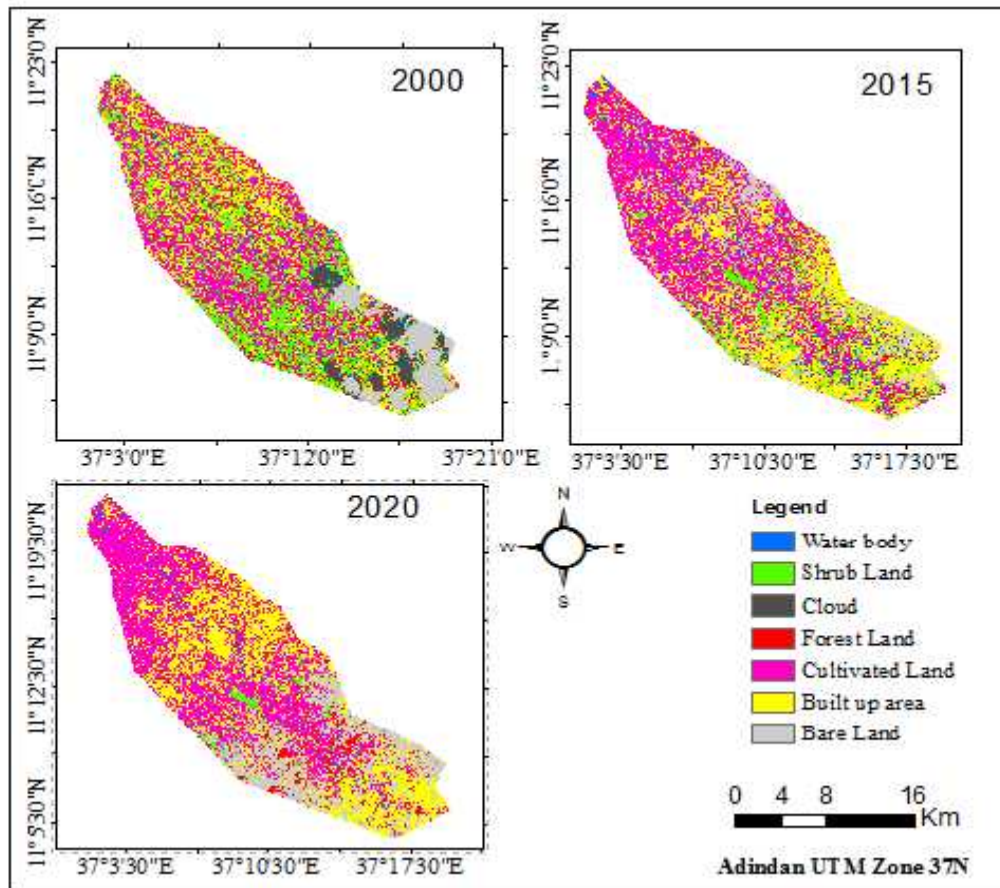 2000
11°23'0"N
11°16'0"N
11°9'0"N
37°3'0"E 37°12'0"E 37°21'0"E
2015
11°23'0"N
11°16'0"N
1.°9'0"N
37°3'30"E 37°10'30"E 37°17'30"E
2020
11°19'30"N
11°12'30"N
11°5'30"N
37°3'30"E 37°10'30"E 37°17'30"E
N
W E
S
Legend
Water body
Shrub Land
Cloud
Forest Land
Cultivated Land
Built up area
Bare Land
0 4 8 16
Km
Adindan UTM Zone 37N